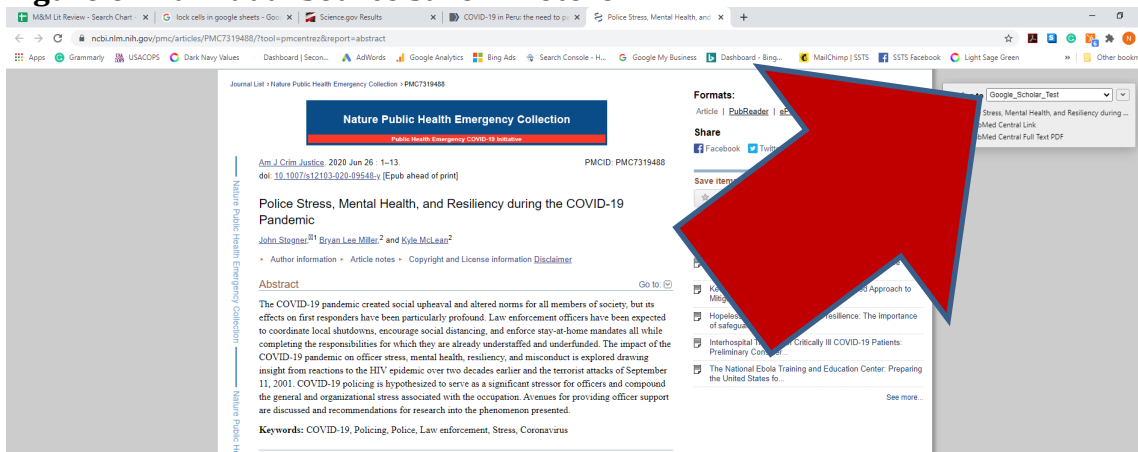 M&M Lit Review - Search Chart -
lock cells in google sheets - Goo
Science.gov Results
COVID-19 in Peru: the need to p
Police Stress, Mental Health, and
ncbi.nlm.nih.gov/pmc/articles/PMC7319488/?tool=pmcentrez&report=abstract
Apps Grammarly USACOPS Dark Navy Values Dashboard | Secon... AdWords Google Analytics Bing Ads Search Console - H... Google My Business Dashboard - Bing... MailChimp | SSTS SSTS Facebook Light Sage Green » Other bookm
Journal List > Nature Public Health Emergency Collection > PMC7319488
Nature Public Health Emergency Collection
Public Health Emergency COVID-19 Initiative
Am J Crim Justice. 2020 Jun 26 : 1–13.
PMCID: PMC7319488
doi: 10.1007/s12103-020-09548-y [Epub ahead of print]
Police Stress, Mental Health, and Resiliency during the COVID-19
Pandemic
John Stogner,1 Bryan Lee Miller,2 and Kyle McLean2
Author information Article notes Copyright and License information Disclaimer
Abstract
Go to:
The COVID-19 pandemic created social upheaval and altered norms for all members of society, but its
effects on first responders have been particularly profound. Law enforcement officers have been expected
to coordinate local shutdowns, encourage social distancing, and enforce stay-at-home mandates all while
completing the responsibilities for which they are already understaffed and underfunded. The impact of the
COVID-19 pandemic on officer stress, mental health, resiliency, and misconduct is explored drawing
insight from reactions to the HIV epidemic over two decades earlier and the terrorist attacks of September
11, 2001. COVID-19 policing is hypothesized to serve as a significant stressor for officers and compound
the general and organizational stress associated with the occupation. Avenues for providing officer support
are discussed and recommendations for research into the phenomenon presented.
Keywords: COVID-19, Policing, Police, Law enforcement, Stress, Coronavirus
Nature Public Health Emergency Collection
Nature Public H
Formats:
Article | PubReader |
Share
Facebook
Save item
Approach to
Mitig
Hopeles
resilience: The importance
of safegua
Interhospital
Critically Ill COVID-19 Patients:
Preliminary Con
The National Ebola Training and Education Center: Preparing
the United States fo...
See more...
Google_Scholar_Test
Stress, Mental Health, and Resiliency during ...
Med Central Link
Med Central Full Text PDF